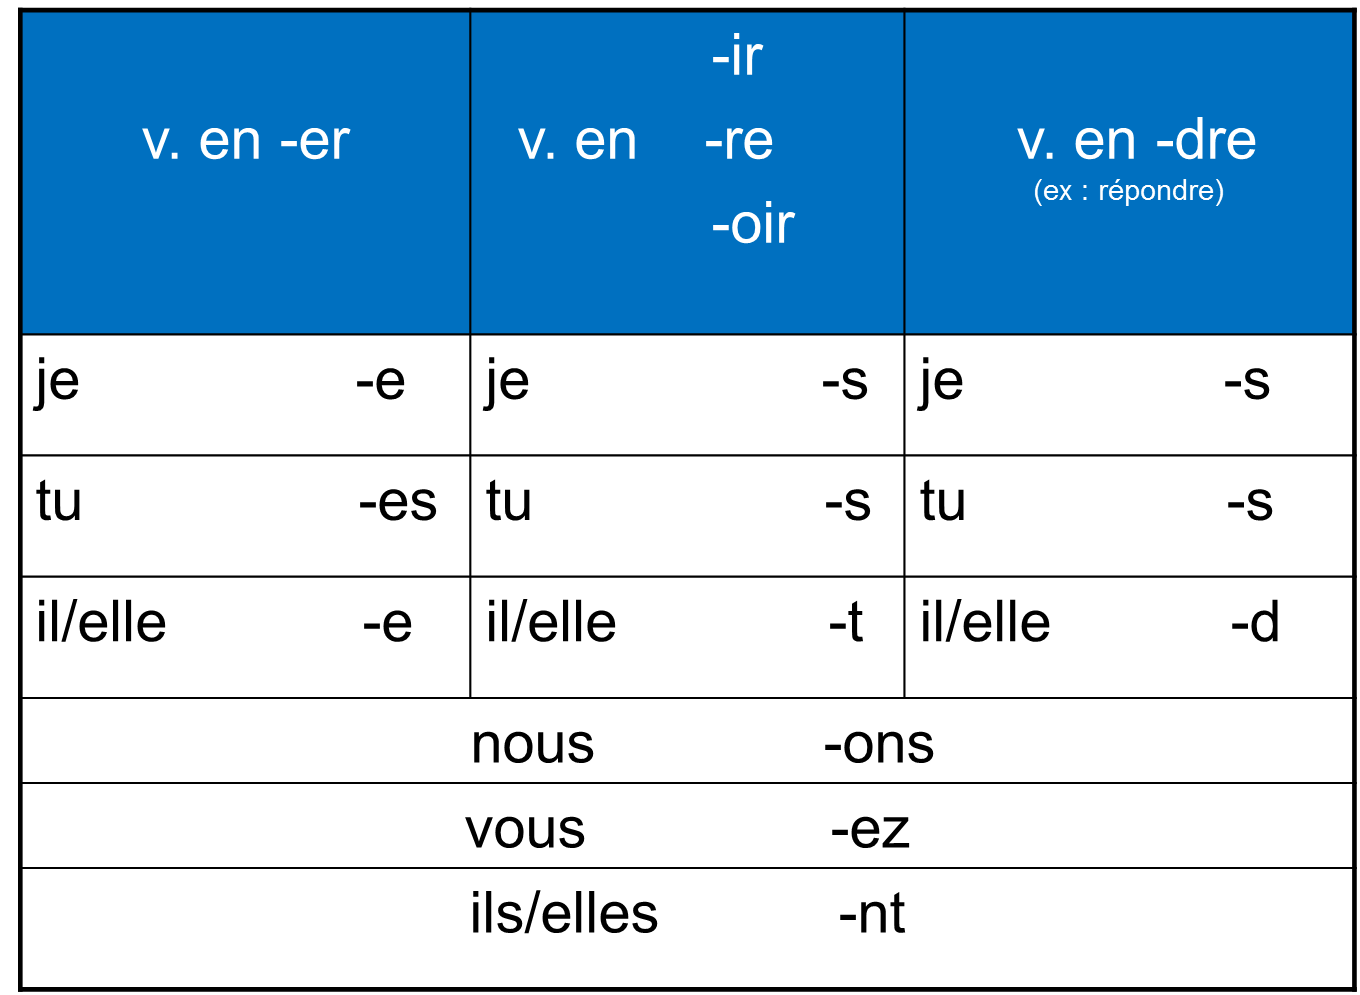 v. en -er
-ir
v. en -re
-oir
v. en -dre
(ex : répondre)
je -e je -s je -s
tu -es tu -s tu -s
il/elle -e il/elle -t il/elle -d
nous -ons
vous -ez
ils/elles -nt